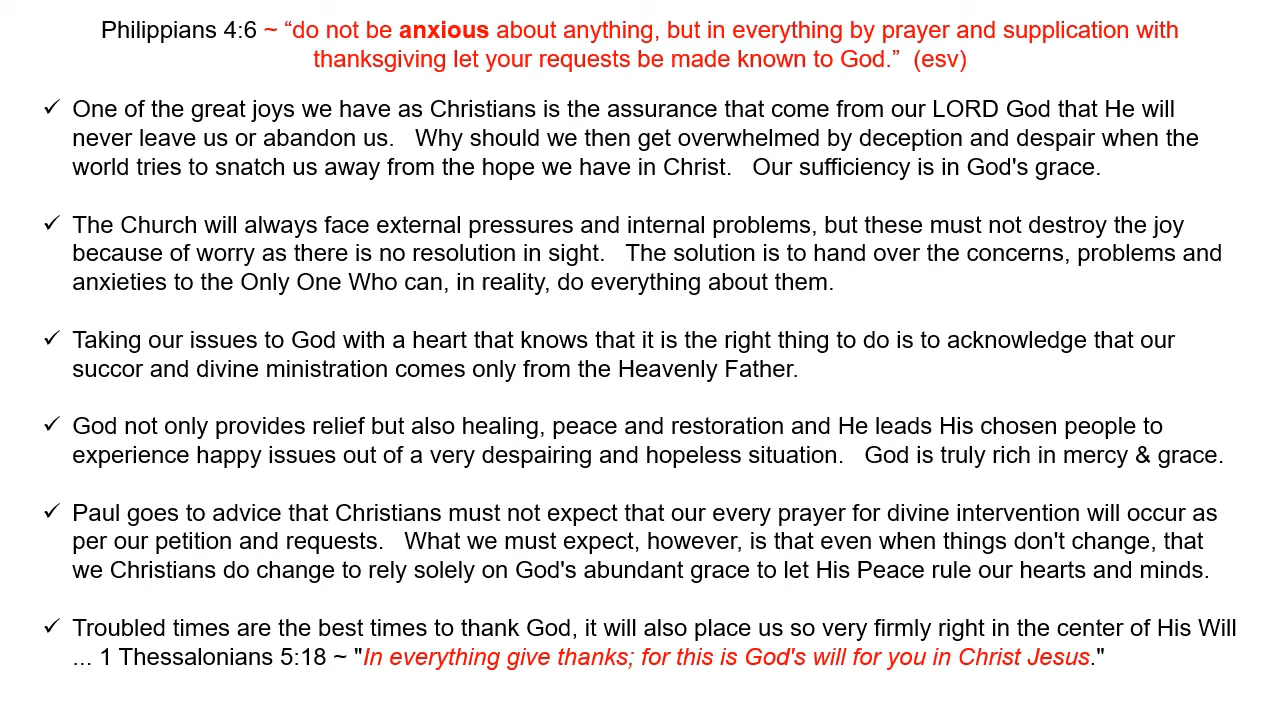 Philippians 4:6 ~ “do not be anxious about anything, but in everything by prayer and supplication with
thanksgiving let your requests be made known to God.”  (esv)
✓ One of the great joys we have as Christians is the assurance that come from our LORD God that He will
never leave us or abandon us.   Why should we then get overwhelmed by deception and despair when the
world tries to snatch us away from the hope we have in Christ.   Our sufficiency is in God's grace.
✓ The Church will always face external pressures and internal problems, but these must not destroy the joy
because of worry as there is no resolution in sight.   The solution is to hand over the concerns, problems and
anxieties to the Only One Who can, in reality, do everything about them.
✓ Taking our issues to God with a heart that knows that it is the right thing to do is to acknowledge that our
succor and divine ministration comes only from the Heavenly Father.
✓ God not only provides relief but also healing, peace and restoration and He leads His chosen people to
experience happy issues out of a very despairing and hopeless situation.   God is truly rich in mercy & grace.
✓ Paul goes to advice that Christians must not expect that our every prayer for divine intervention will occur as
per our petition and requests.   What we must expect, however, is that even when things don't change, that
we Christians do change to rely solely on God's abundant grace to let His Peace rule our hearts and minds.
✓ Troubled times are the best times to thank God, it will also place us so very firmly right in the center of His Will
... 1 Thessalonians 5:18 ~ "In everything give thanks; for this is God's will for you in Christ Jesus."